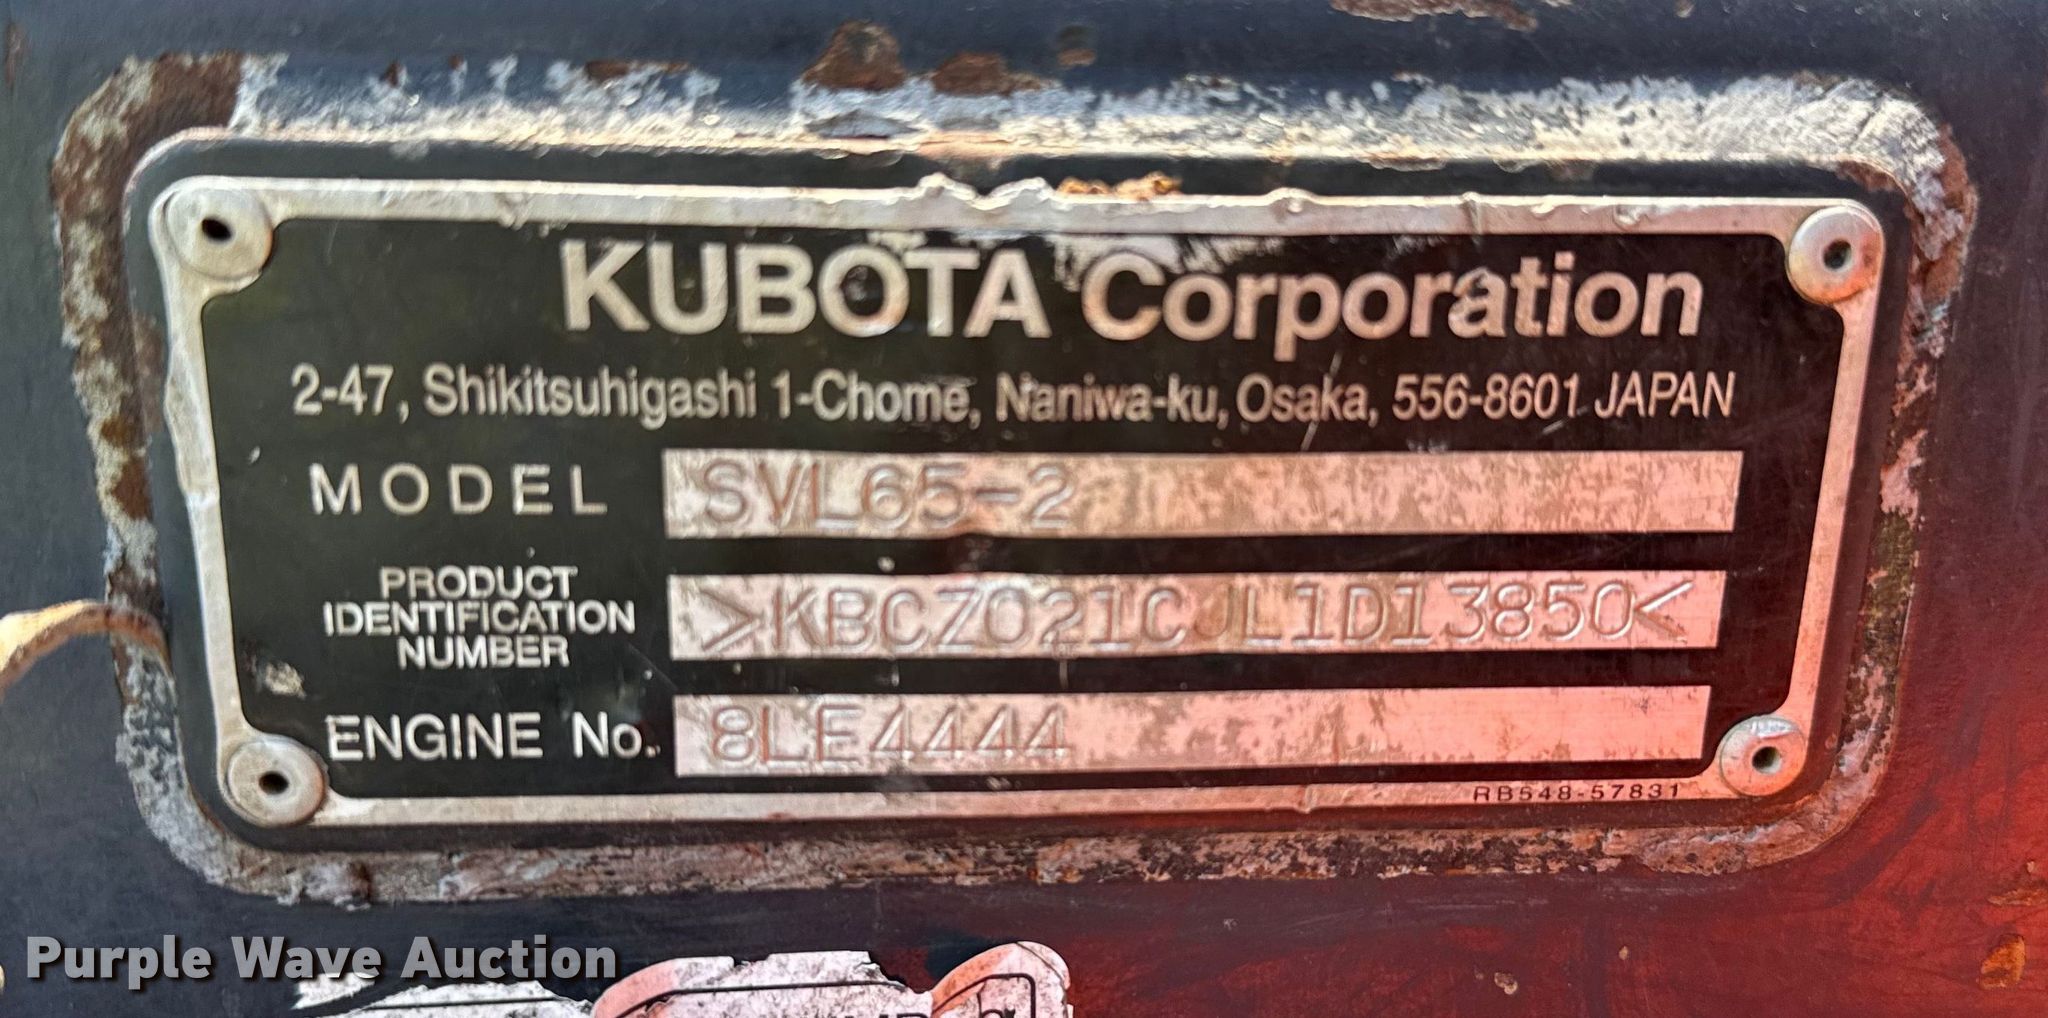 KUBOTA Corporation
2-47, Shikitsuhigashi 1-Chome, Naniwa-ku, Osaka, 556-8601 JAPAN
MODEL SVL65-2
PRODUCT
IDENTIFICATION
NUMBER
>KBCZ021CJL1D13850<
ENGINE No. 8LE4444
RB548-57831
Purple Wave Auction